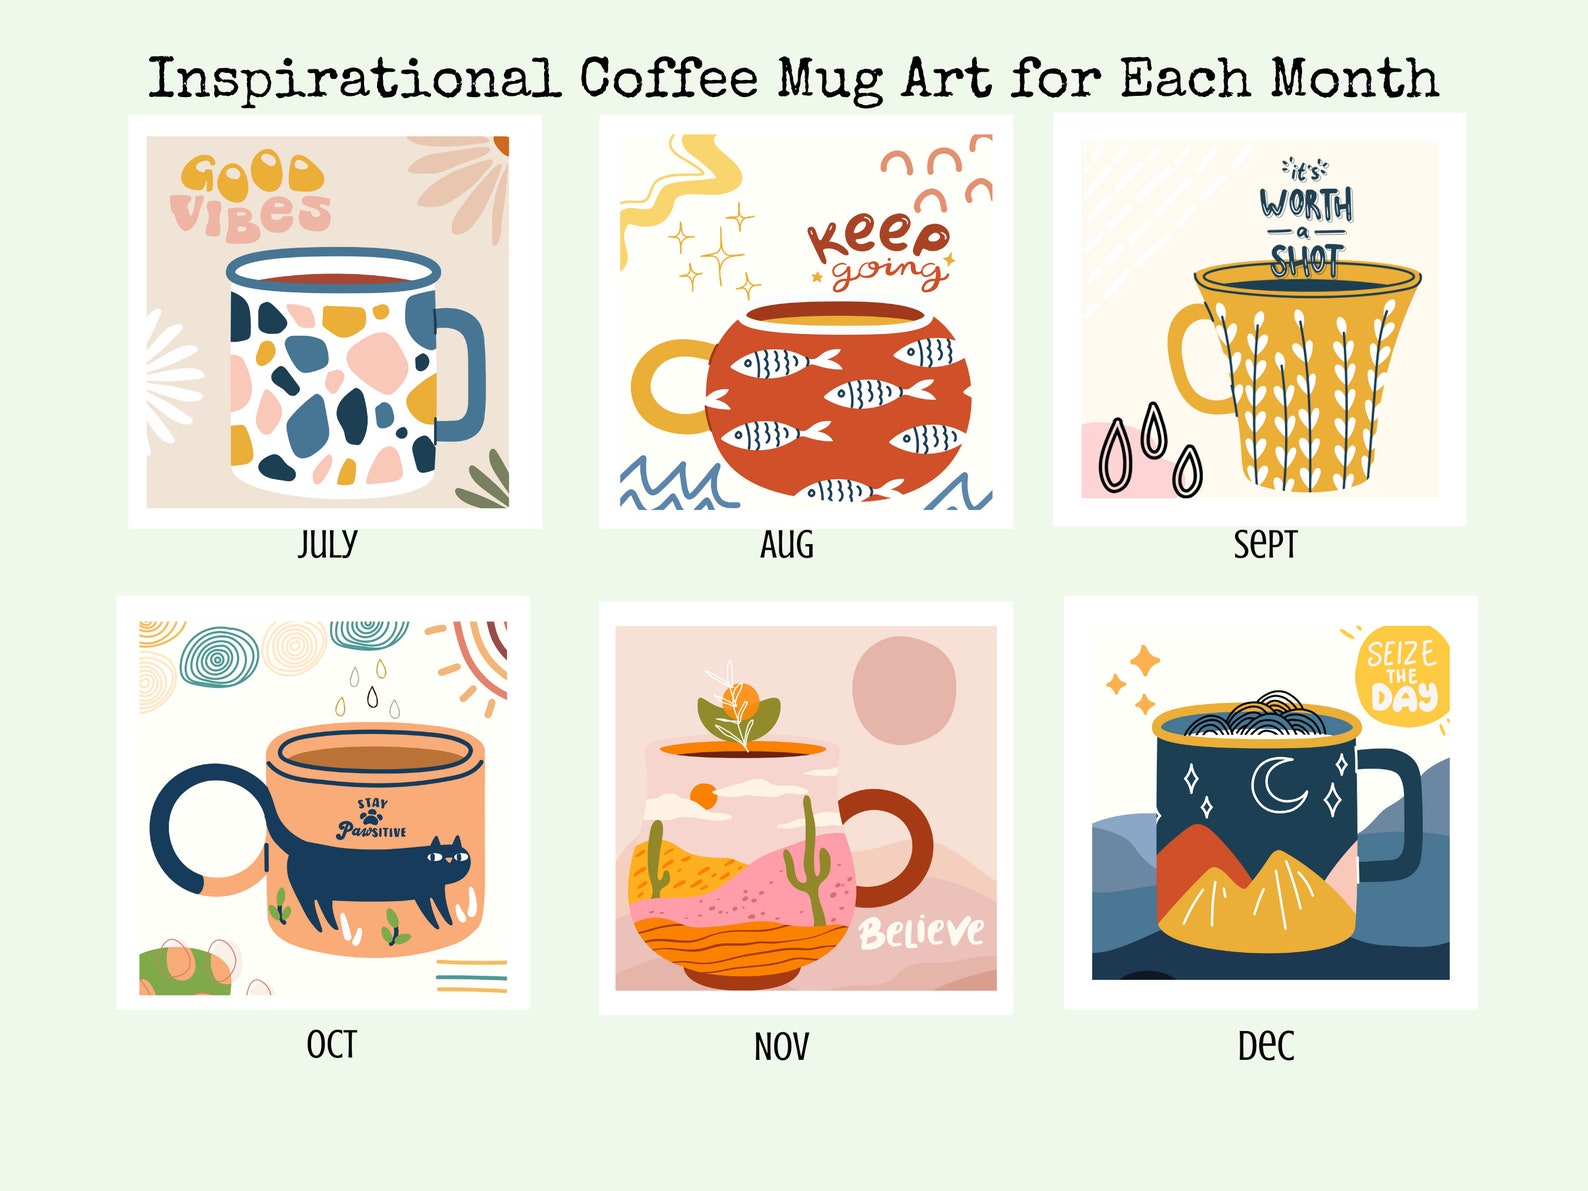 Inspirational Coffee Mug Art for Each Month
GOOD
VIBES
Keep
going
it's
WORTH
a
SHOT
July
Aug
Sept
STAY
Pawsitive
Believe
SEIZE
THE
DAY
Oct
Nov
Dec